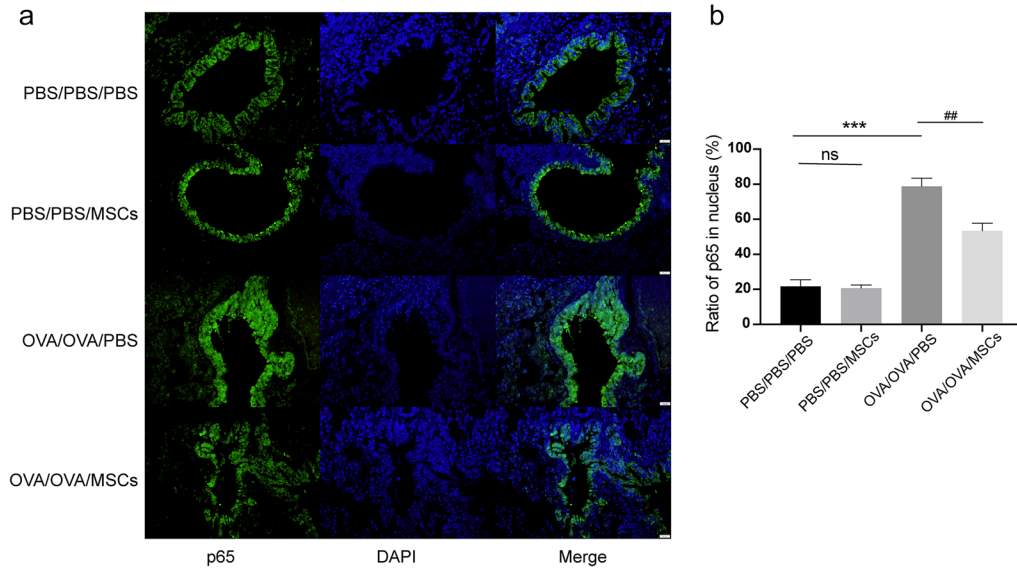 a
PBS/PBS/PBS
PBS/PBS/MSCs
OVA/OVA/PBS
OVA/OVA/MSCs
p65 DAPI Merge
b
Ratio of p65 in nucleus (%)
100
80
60
40
20
0
***
##
ns
PBS/PBS/PBS
PBS/PBS/MSCs
OVA/OVA/PBS
OVA/OVA/MSCs